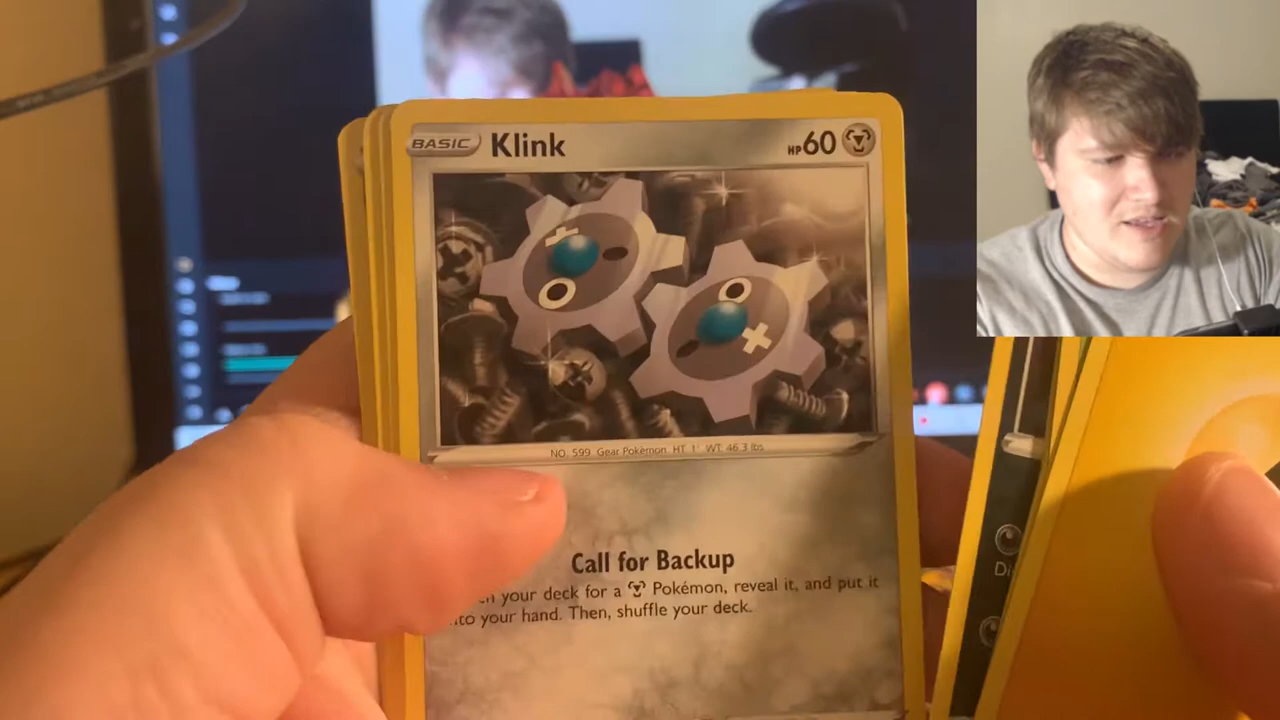 BASIC Klink HP60
NO. 599 Gear Pokémon HT 1' WT. 46.3 lbs
Call for Backup
your deck for a Pokémon, reveal it, and put it
your hand. Then, shuffle your deck.